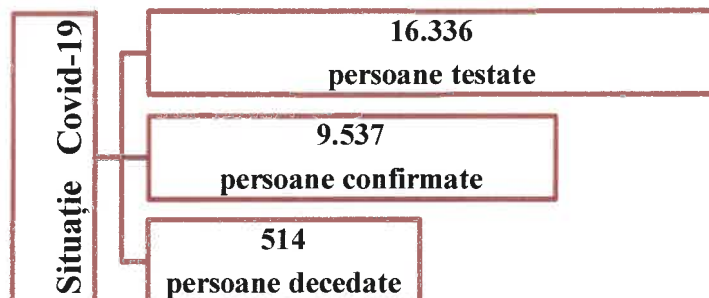 Situație Covid-19
16.336
persoane testate
9.537
persoane confirmate
514
persoane decedate